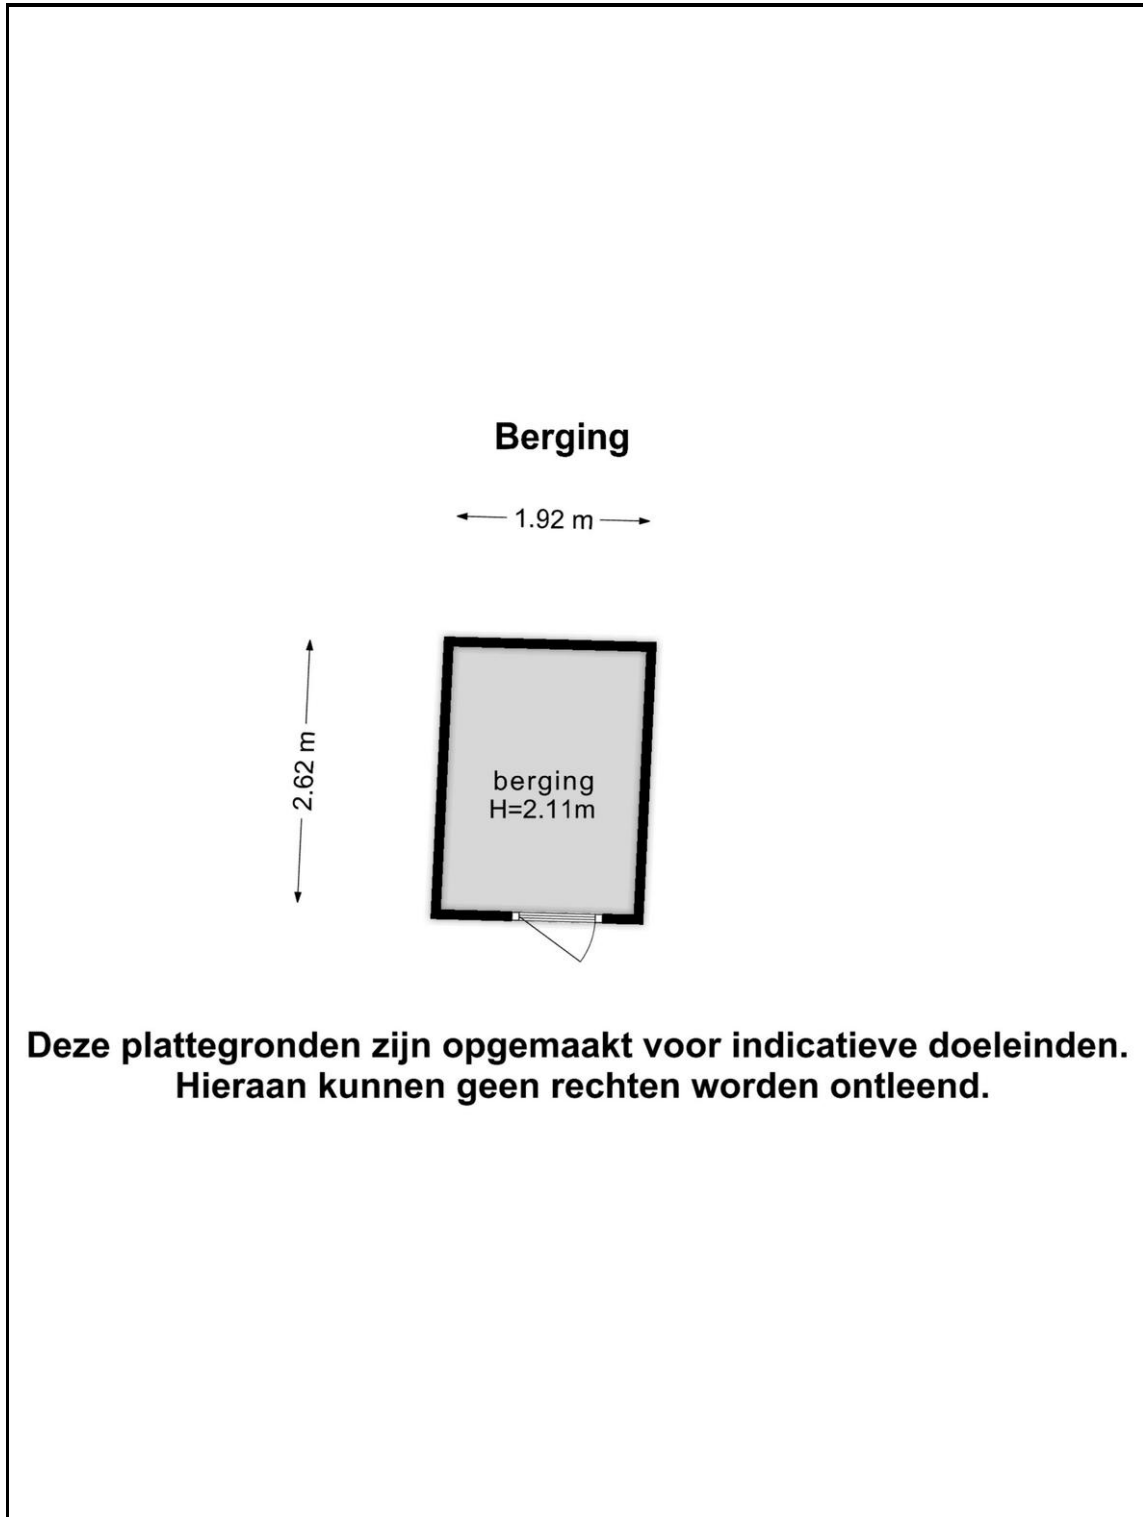 Berging
1.92 m
2.62 m
berging
H=2.11m
Deze plattegronden zijn opgemaakt voor indicatieve doeleinden.
Hieraan kunnen geen rechten worden ontleend.